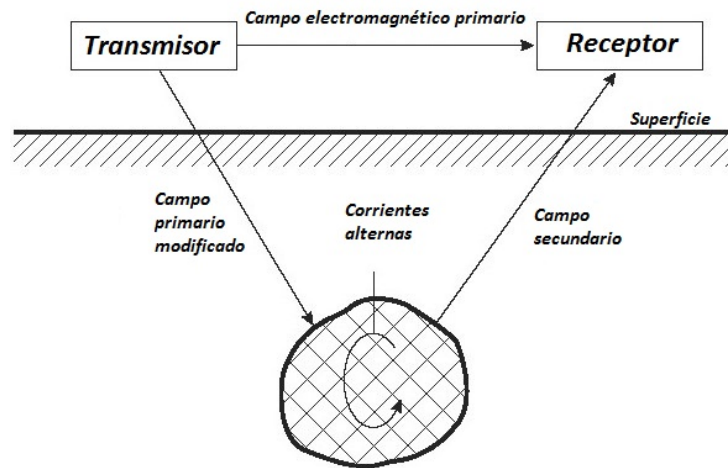 Campo electromagnético primario
Transmisor
Receptor
Superficie
Campo
primario
modificado
Corrientes
alternas
Campo
secundario